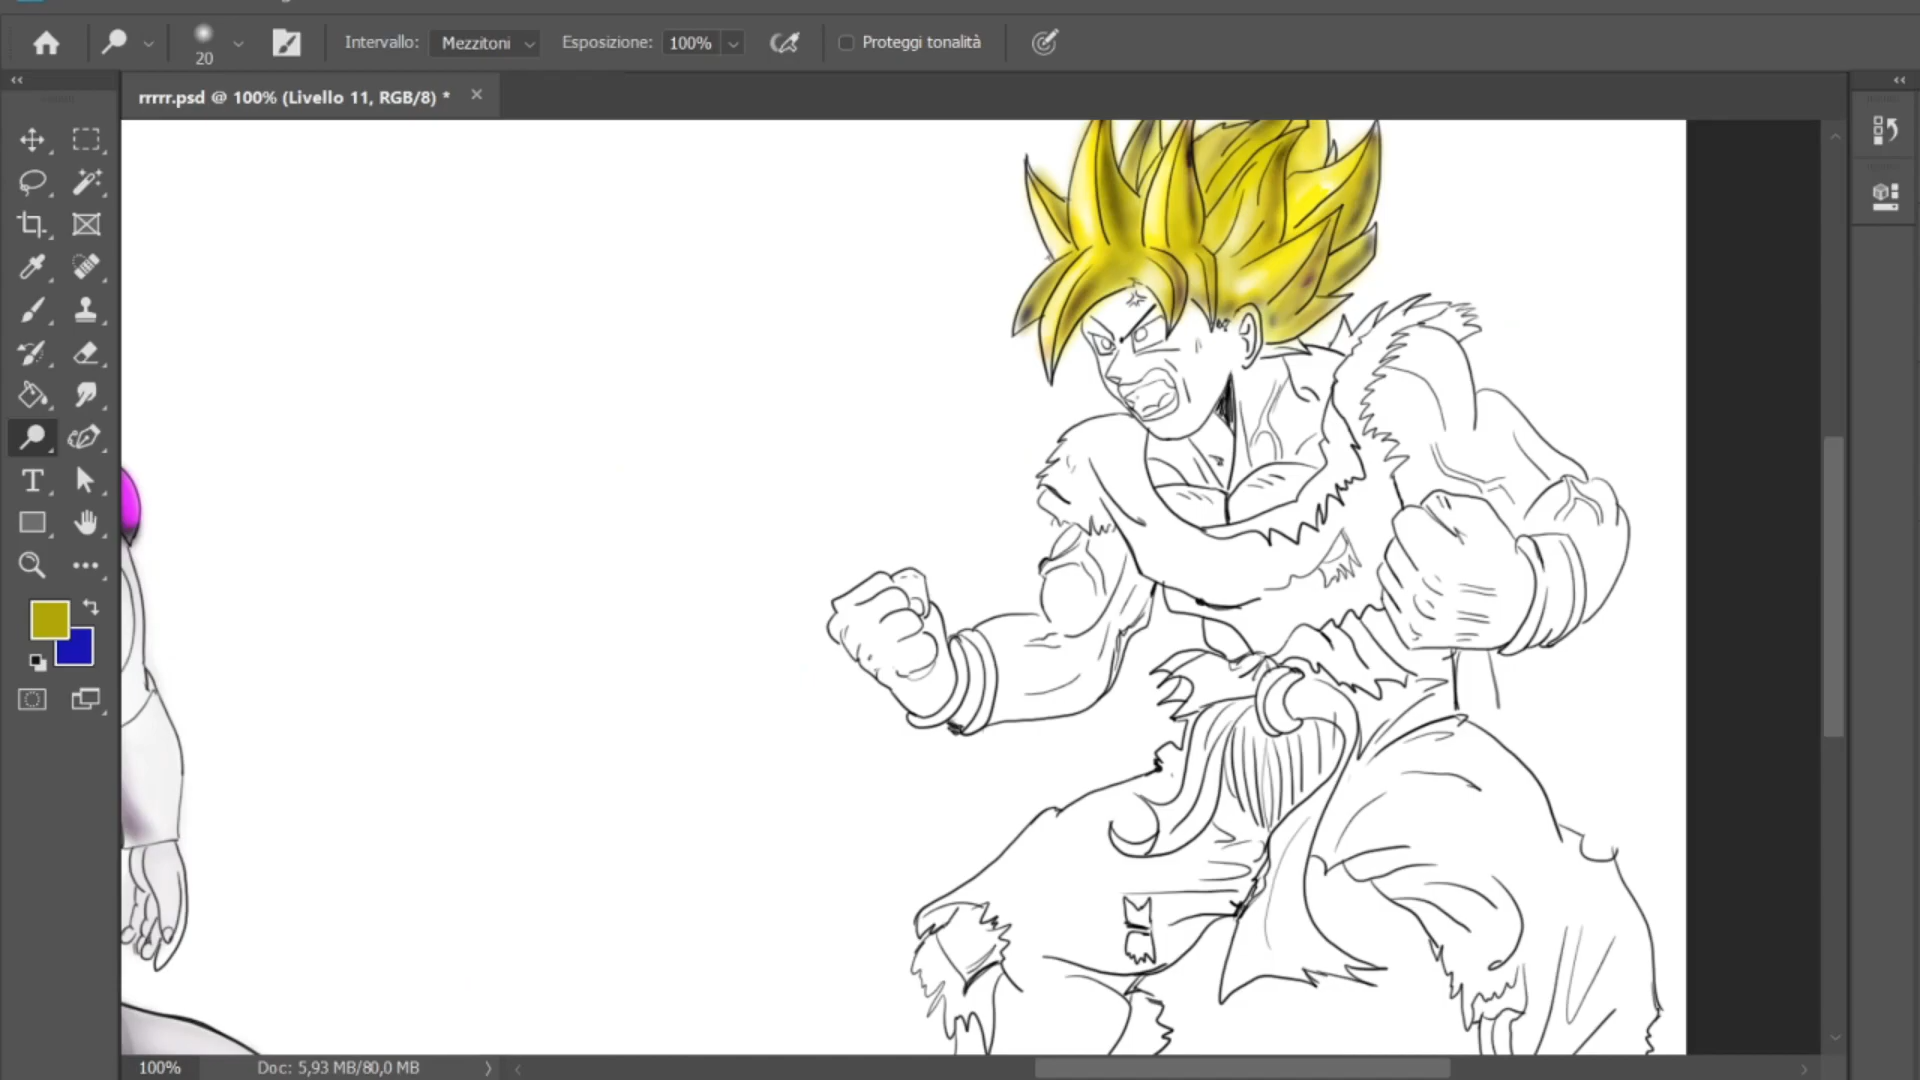 Intervallo: Mezzitoni Esposizione: 100% Proteggi tonalità
20
rrrrr.psd @ 100% (Livello 11, RGB/8) *
100% Doc: 5,93 MB/80,0 MB